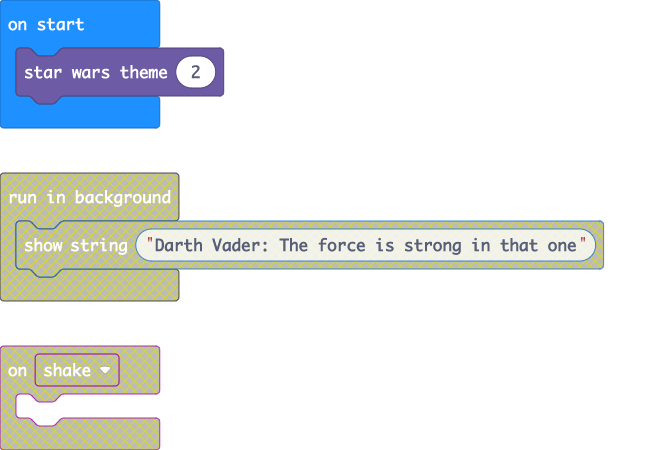 on start
star wars theme 2
run in background
show string "Darth Vader: The force is strong in that one"
on shake